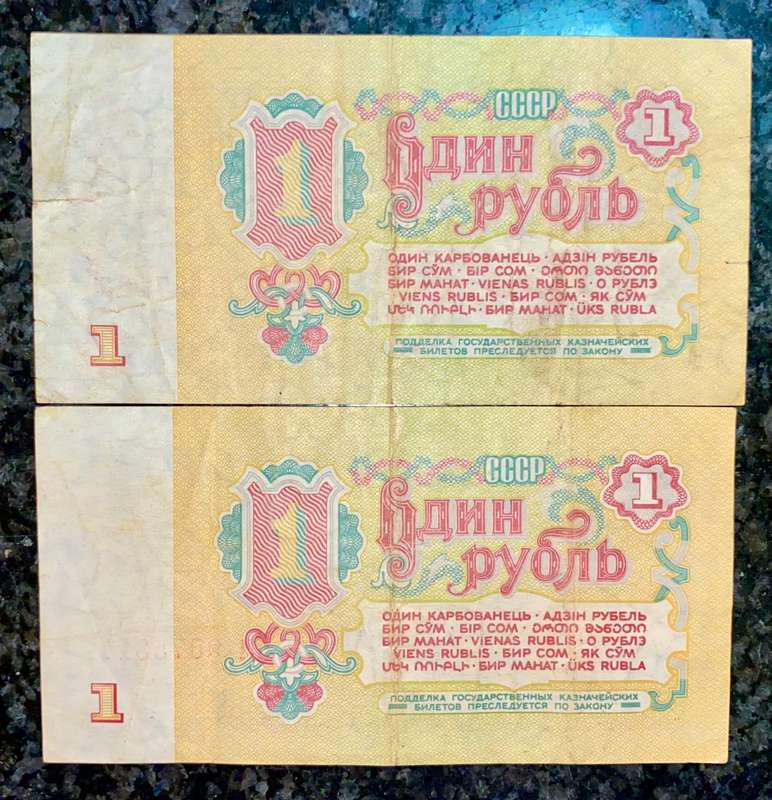 СССР
1
Один
рубль
1
ОДИН КАРБОВАНЕЦЬ · АДЗІН РУБЕЛЬ
БИР СЎМ · БІР СОМ · ᲔᲠᲗᲘ ᲛᲐᲜᲔᲗᲘ
БИР МАНАТ · VIENAS RUBLIS · О РУБЛЭ
VIENS RUBLIS · БИР СОМ · ЯК СЎМ
ՄԵԿ ՌՈՒԲԼԻ · БИР МАНАТ · ÜKS RUBLA
1
ПОДДЕЛКА ГОСУДАРСТВЕННЫХ КАЗНАЧЕЙСКИХ
БИЛЕТОВ ПРЕСЛЕДУЕТСЯ ПО ЗАКОНУ
СССР
1
Один
рубль
1
ОДИН КАРБОВАНЕЦЬ · АДЗІН РУБЕЛЬ
БИР СЎМ · БІР СОМ · ᲔᲠᲗᲘ ᲛᲐᲜᲔᲗᲘ
БИР МАНАТ · VIENAS RUBLIS · О РУБЛЭ
VIENS RUBLIS · БИР СОМ · ЯК СЎМ
ՄԵԿ ՌՈՒԲԼԻ · БИР МАНАТ · ÜKS RUBLA
1
ПОДДЕЛКА ГОСУДАРСТВЕННЫХ КАЗНАЧЕЙСКИХ
БИЛЕТОВ ПРЕСЛЕДУЕТСЯ ПО ЗАКОНУ